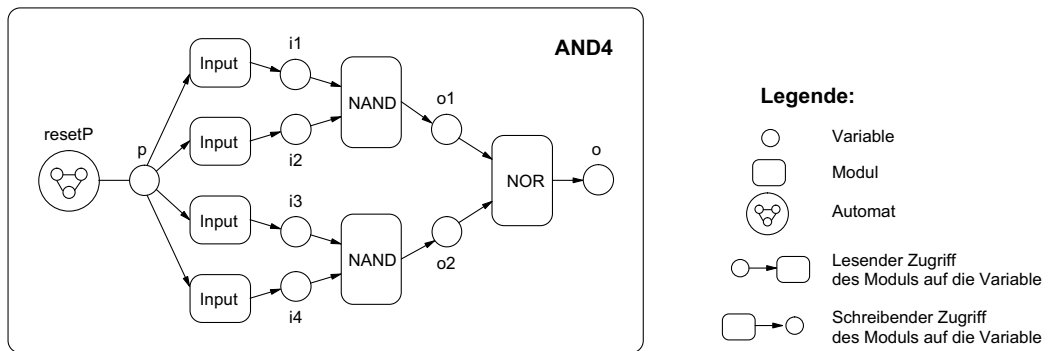 AND4
resetP
p
Input
i1
Input
i2
NAND
o1
Input
i3
Input
i4
NAND
o2
NOR
o
Legende:
Variable
Modul
Automat
Lesender Zugriff
des Moduls auf die Variable
Schreibender Zugriff
des Moduls auf die Variable